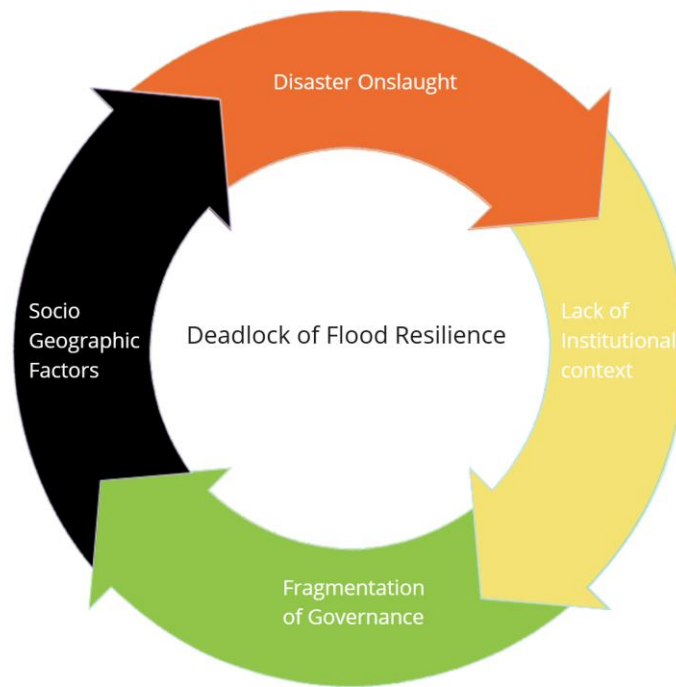 Disaster Onslaught
Socio
Geographic
Factors
Deadlock of Flood Resilience
Lack of
Institutional
context
Fragmentation
of Governance